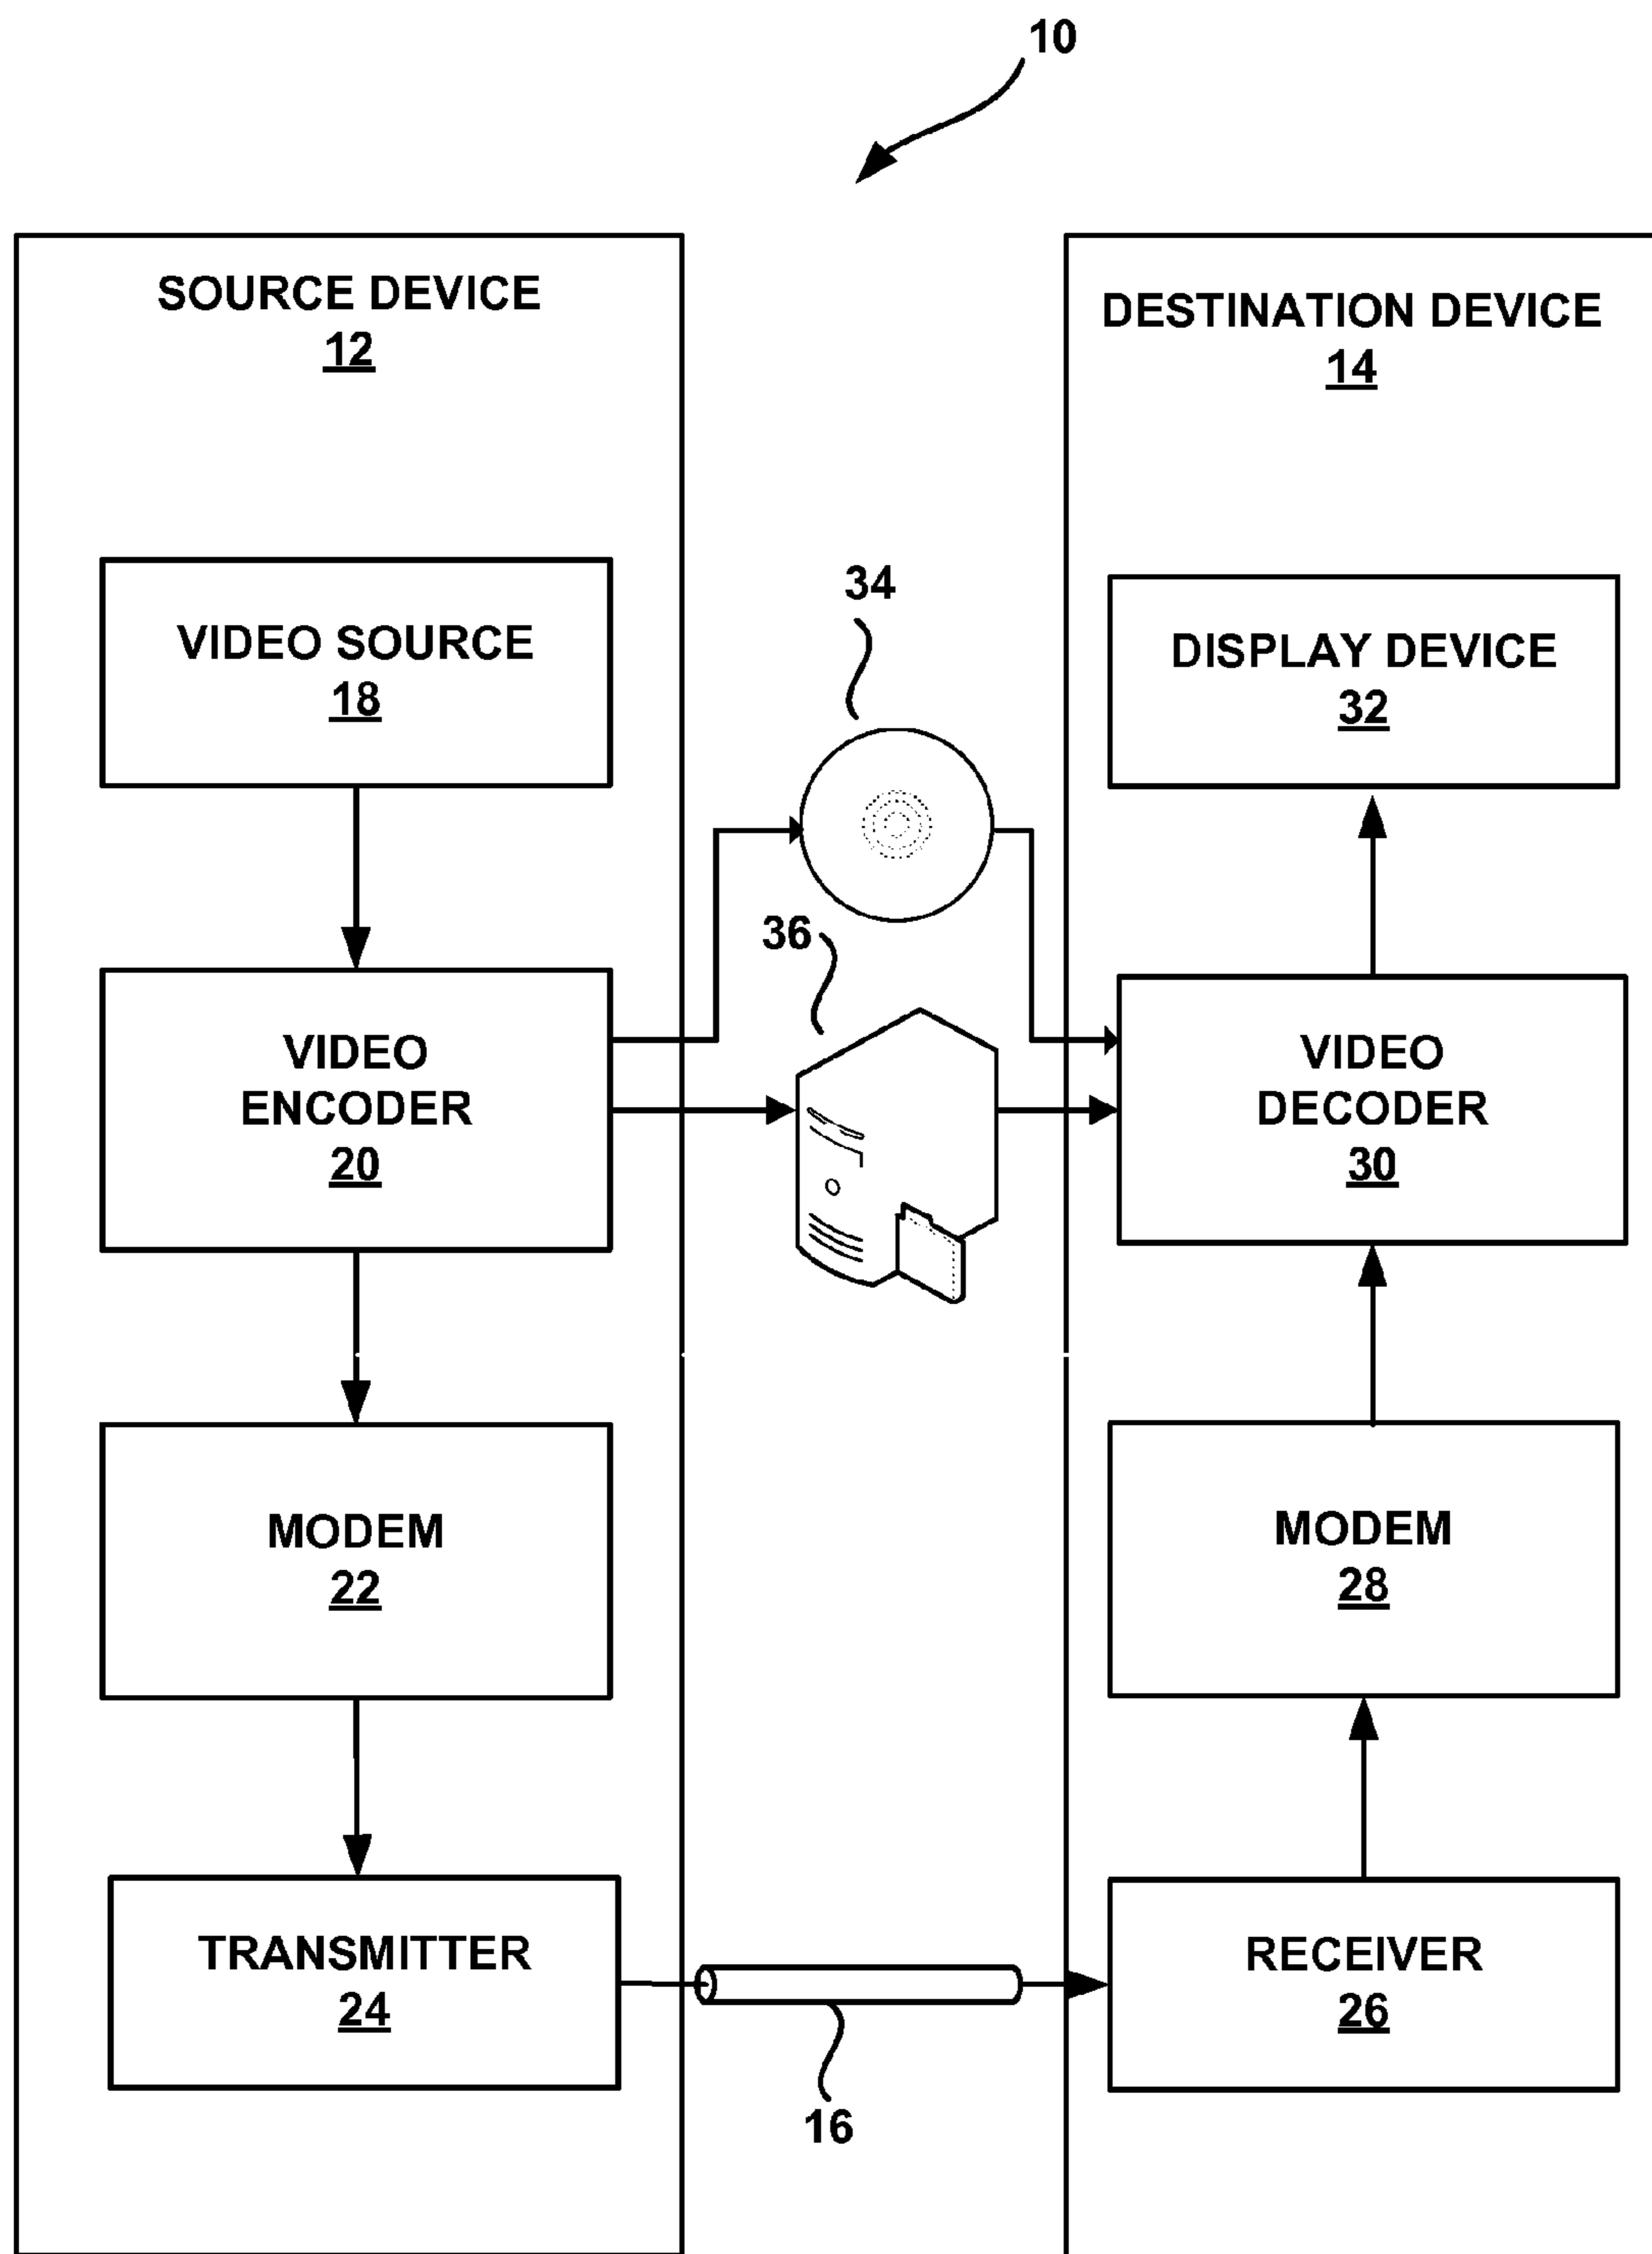 10
SOURCE DEVICE
12
VIDEO SOURCE
18
VIDEO
ENCODER
20
MODEM
22
TRANSMITTER
24
34
36
16
DESTINATION DEVICE
14
DISPLAY DEVICE
32
VIDEO
DECODER
30
MODEM
28
RECEIVER
26